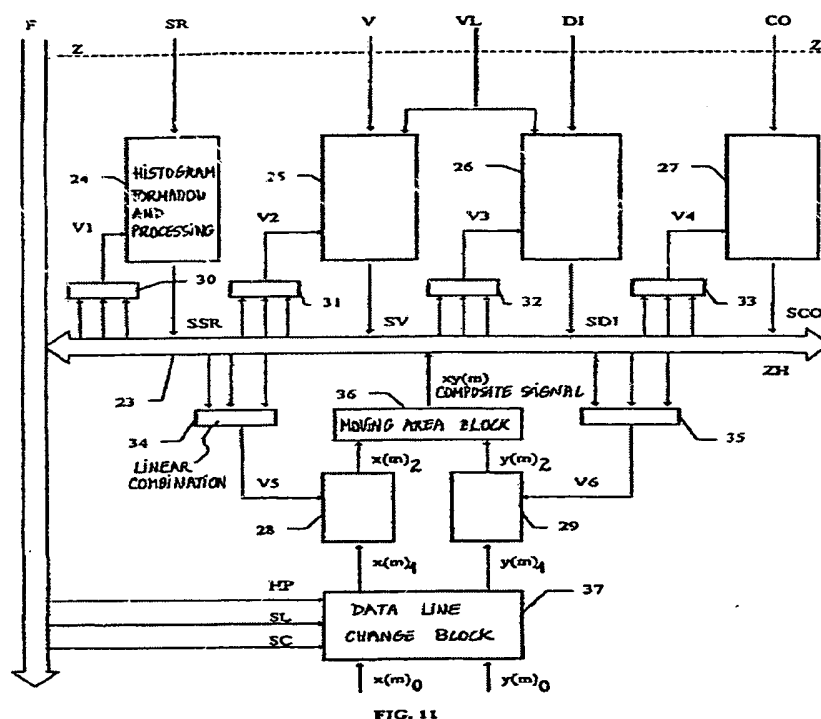 F SR V VL DI CO
Z Z
24 HISTOGRAM FORMATION AND PROCESSING 25 26 27
V1 V2 V3 V4
30 31 32 33
SSR SV SDI SCO
23 xy(m) ZH
COMPOSITE SIGNAL
36
MOVING AREA BLOCK
34 35
LINEAR COMBINATION
x(m)2 y(m)2
V5 V6
28 29
x(m)1 y(m)1
HP 37
SL DATA LINE
SC CHANGE BLOCK
x(m)0 y(m)0
FIG. 11